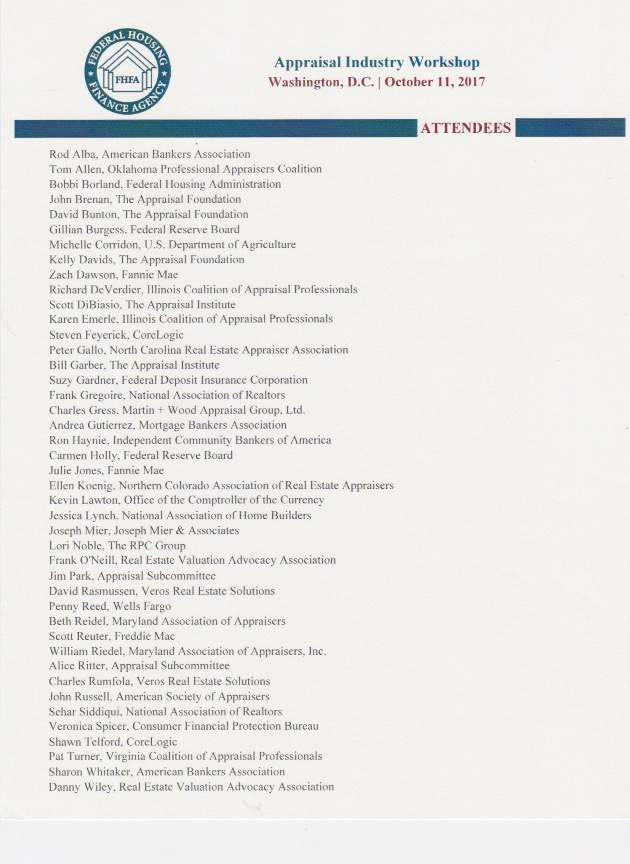 FEDERAL HOUSING
FHFA
FINANCE AGENCY
Appraisal Industry Workshop
Washington, D.C. | October 11, 2017
ATTENDEES
Rod Alba, American Bankers Association
Tom Allen, Oklahoma Professional Appraisers Coalition
Bobbi Borland, Federal Housing Administration
John Brenan, The Appraisal Foundation
David Bunton, The Appraisal Foundation
Gillian Burgess, Federal Reserve Board
Michelle Corridon, U.S. Department of Agriculture
Kelly Davids, The Appraisal Foundation
Zach Dawson, Fannie Mae
Richard DeVerdier, Illinois Coalition of Appraisal Professionals
Scott DiBiasio, The Appraisal Institute
Karen Emerle, Illinois Coalition of Appraisal Professionals
Steven Feyerick, CoreLogic
Peter Gallo, North Carolina Real Estate Appraiser Association
Bill Garber, The Appraisal Institute
Suzy Gardner, Federal Deposit Insurance Corporation
Frank Gregoire, National Association of Realtors
Charles Gress, Martin + Wood Appraisal Group, Ltd.
Andrea Gutierrez, Mortgage Bankers Association
Ron Haynie, Independent Community Bankers of America
Carmen Holly, Federal Reserve Board
Julie Jones, Fannie Mae
Ellen Koenig, Northern Colorado Association of Real Estate Appraisers
Kevin Lawton, Office of the Comptroller of the Currency
Jessica Lynch, National Association of Home Builders
Joseph Mier, Joseph Mier & Associates
Lori Noble, The RPC Group
Frank O'Neill, Real Estate Valuation Advocacy Association
Jim Park, Appraisal Subcommittee
David Rasmussen, Veros Real Estate Solutions
Penny Reed, Wells Fargo
Beth Reidel, Maryland Association of Appraisers
Scott Reuter, Freddie Mac
William Riedel, Maryland Association of Appraisers, Inc.
Alice Ritter, Appraisal Subcommittee
Charles Rumfola, Veros Real Estate Solutions
John Russell, American Society of Appraisers
Sehar Siddiqui, National Association of Realtors
Veronica Spicer, Consumer Financial Protection Bureau
Shawn Telford, CoreLogic
Pat Turner, Virginia Coalition of Appraisal Professionals
Sharon Whitaker, American Bankers Association
Danny Wiley, Real Estate Valuation Advocacy Association